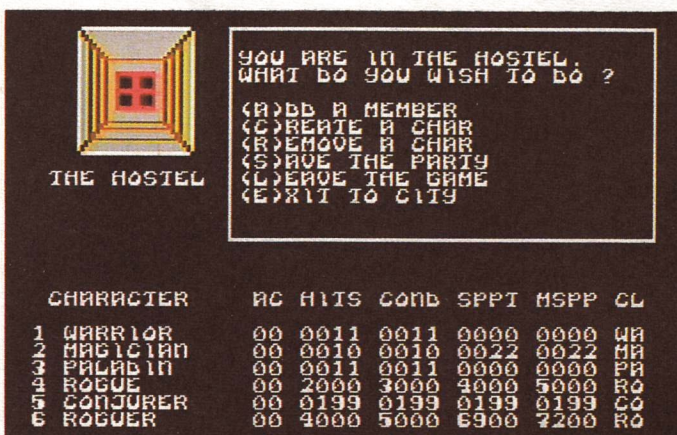 YOU ARE IN THE HOSTEL.
WHAT DO YOU WISH TO DO ?
(A)DD A MEMBER
(C)REATE A CHAR
(R)EMOVE A CHAR
(S)AVE THE PARTY
(L)EAVE THE GAME
(E)XIT TO CITY
THE HOSTEL
CHARACTER AC HITS COND SPPT MSPP CL
1 WARRIOR 00 0011 0011 0000 0000 WA
2 MAGICIAN 00 0010 0010 0022 0022 MA
3 PALADIN 00 0011 0011 0000 0000 PA
4 ROGUE 00 2000 3000 4000 5000 RO
5 CONJURER 00 0199 0199 0199 0199 CO
6 ROGUER 00 4000 5000 6900 7200 RO